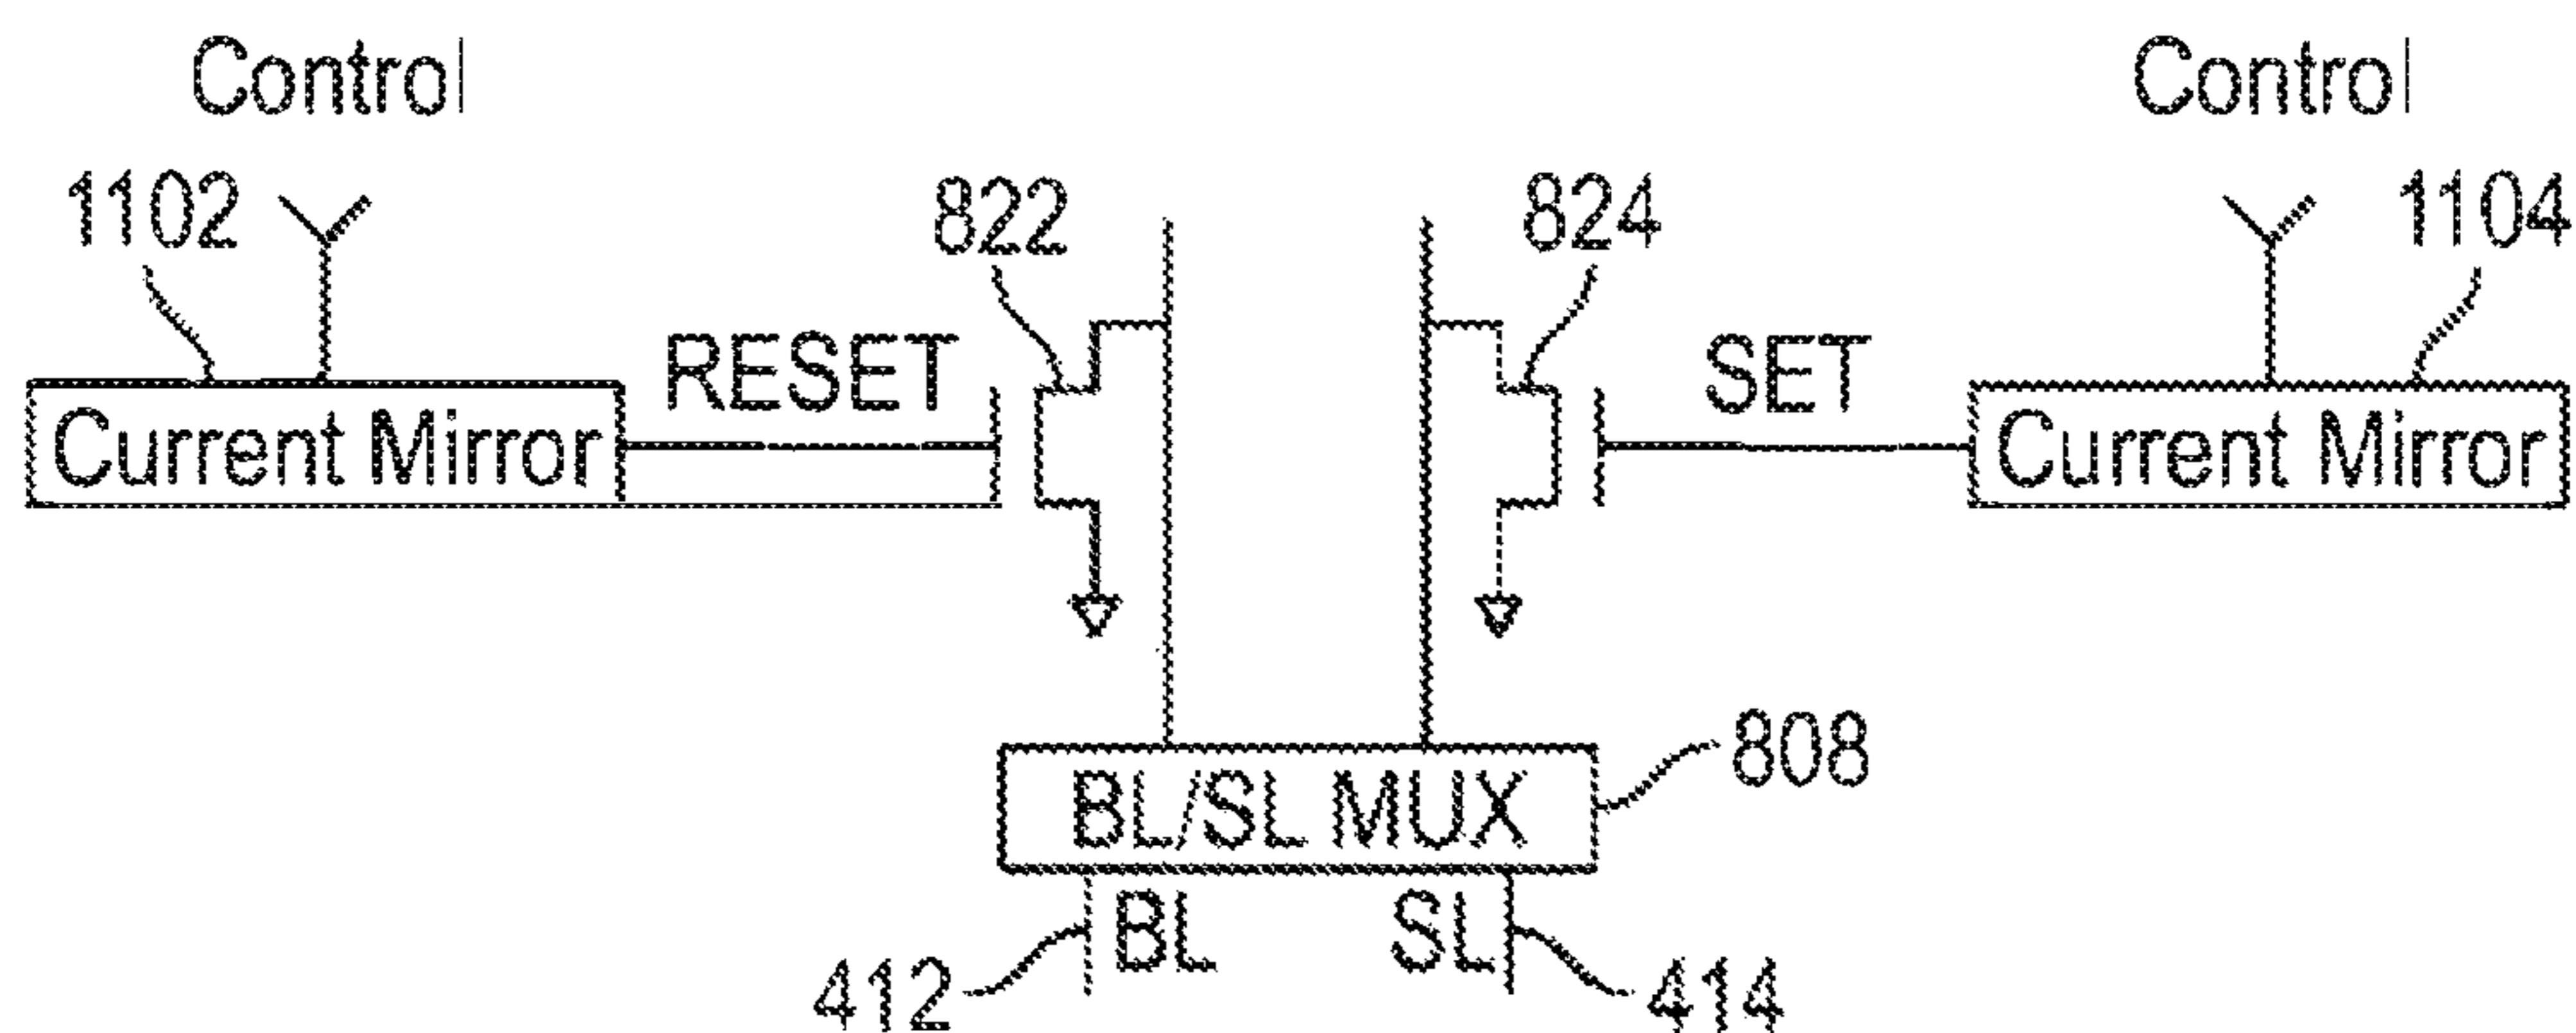 Control Control
1102 822 824 1104
RESET SET
Current Mirror Current Mirror
808
BL/SL MUX
BL SL
412 414